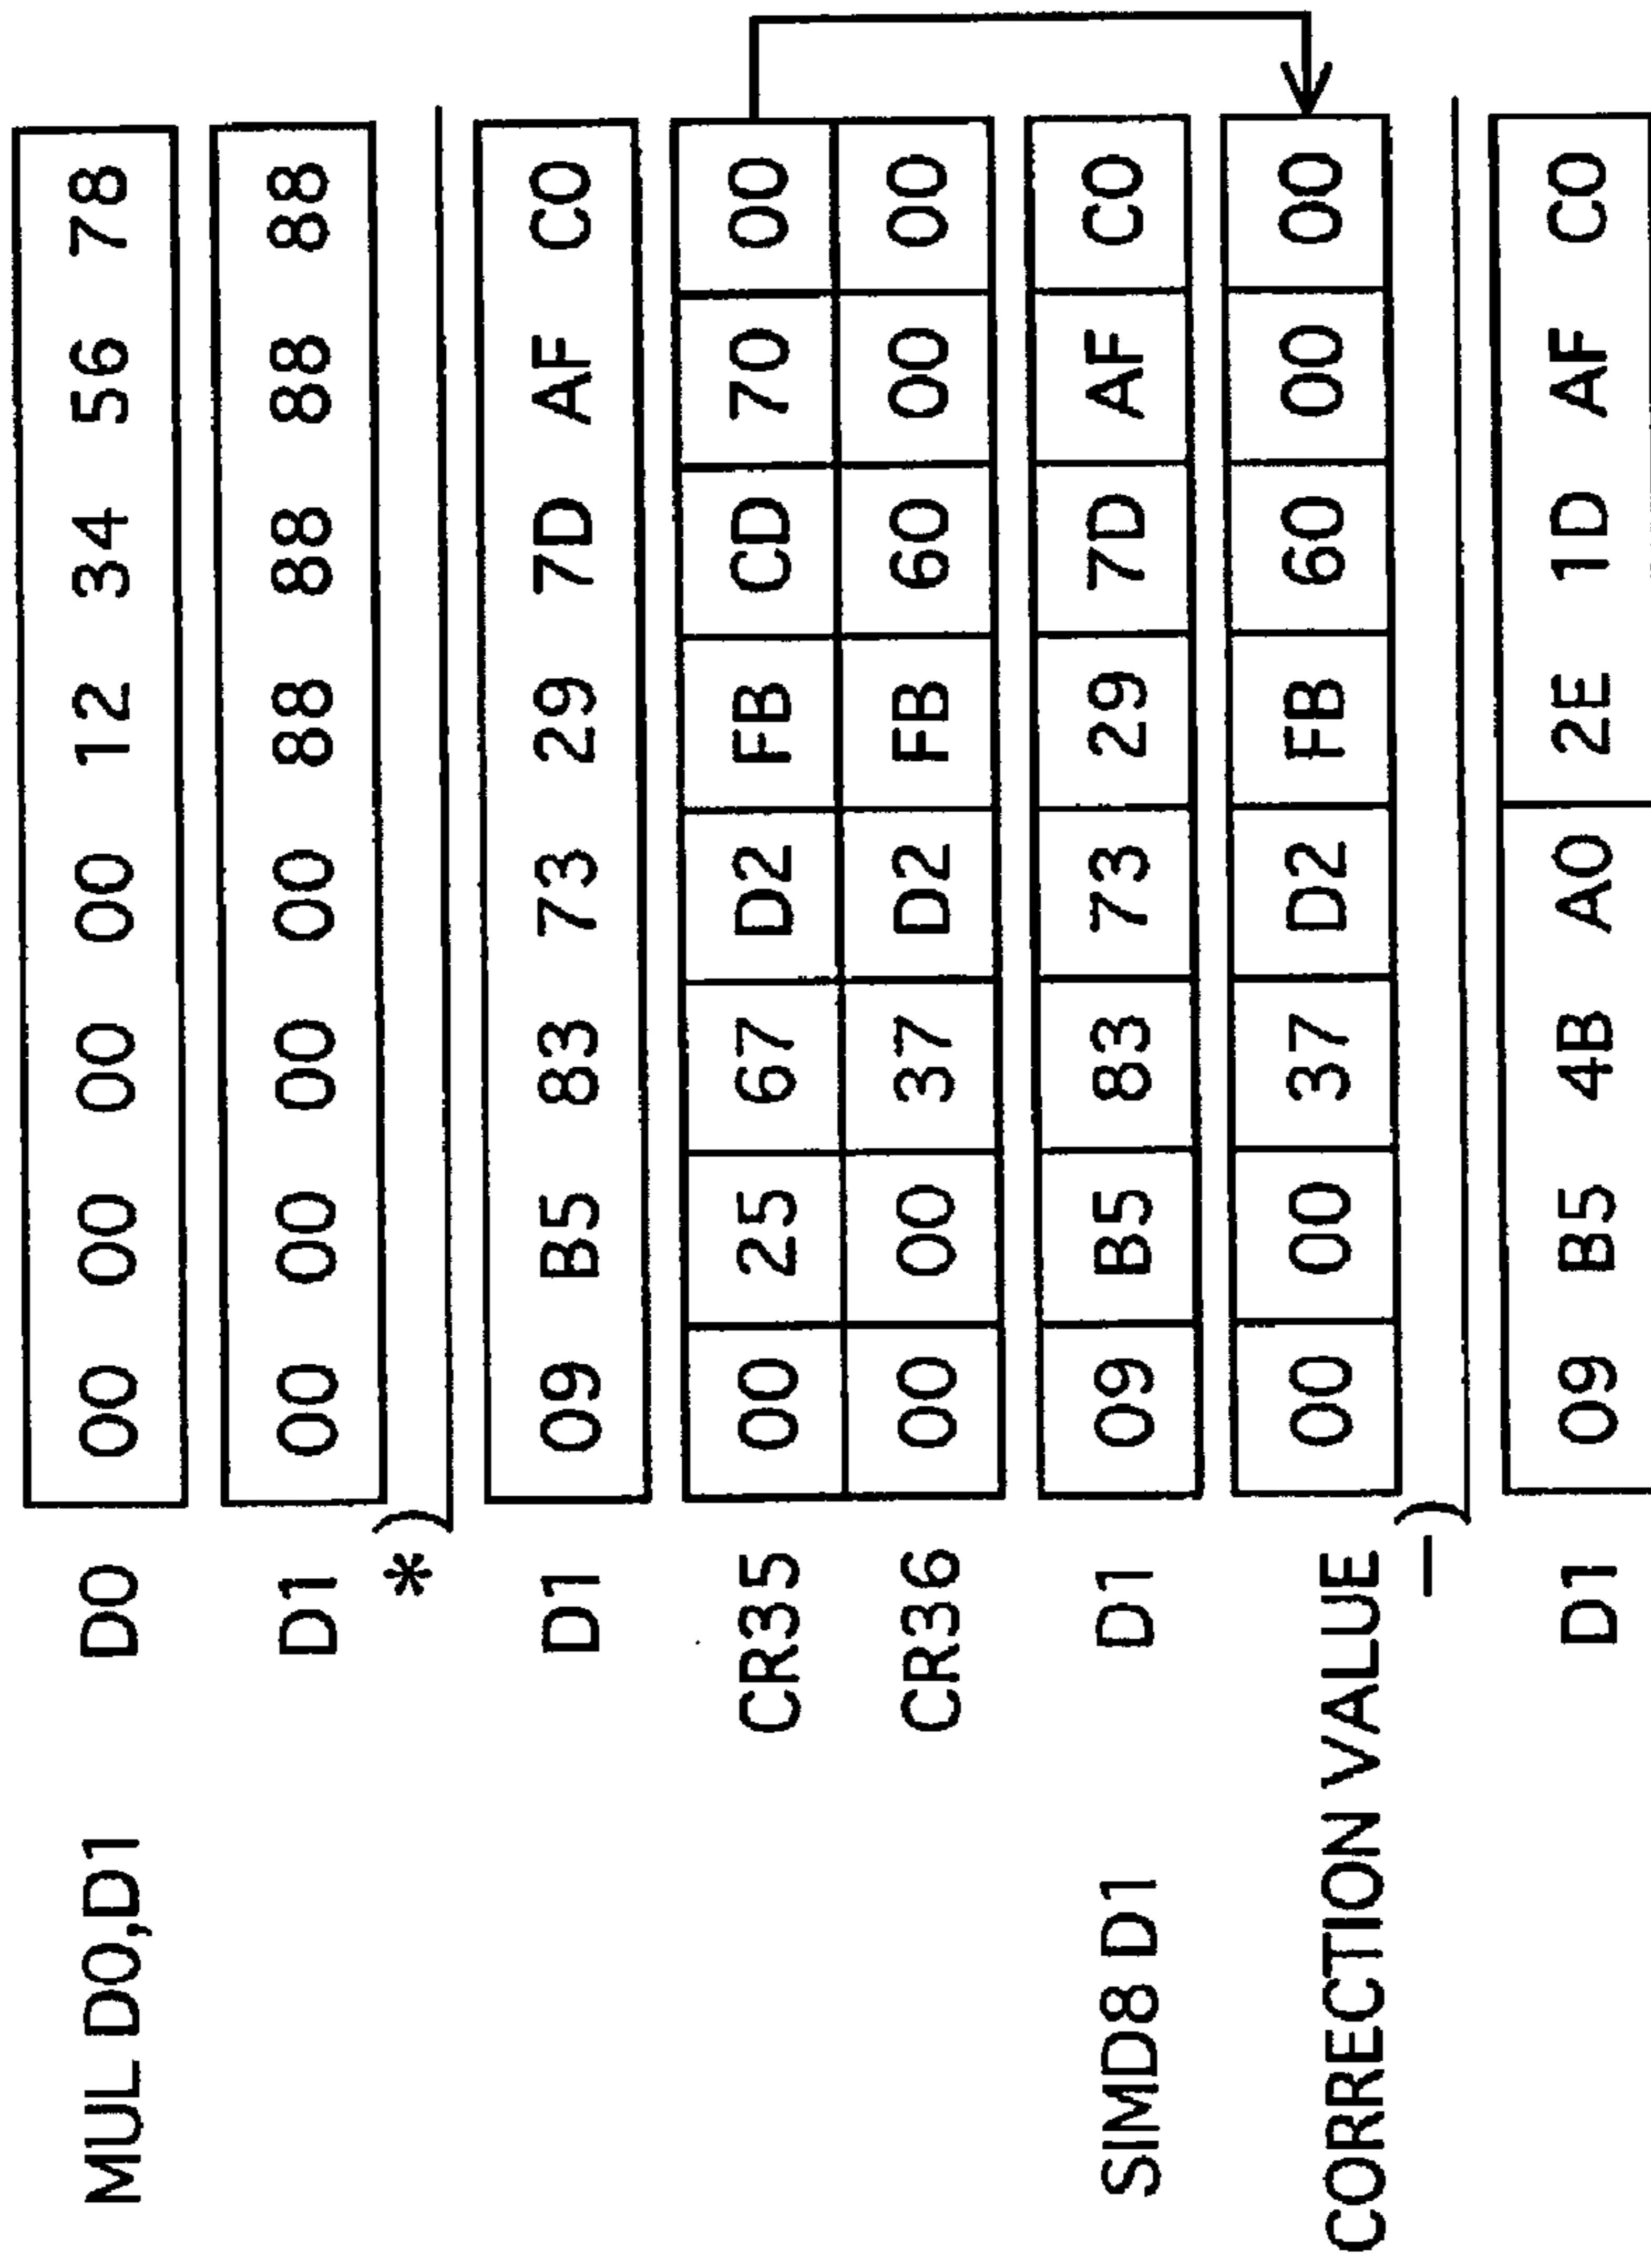 MUL D0,D1 D0 00 00 00 00 12 34 56 78
D1 00 00 00 00 88 88 88 88
*)
D1 09 B5 83 73 29 7D AF C0
CR35 00 25 67 D2 FB CD 70 00
CR36 00 00 37 D2 FB 60 00 00
SIMD8 D1 D1 09 B5 83 73 29 7D AF C0
CORRECTION VALUE 00 00 37 D2 FB 60 00 00
—)
D1 09 B5 4B A0 2E 1D AF C0